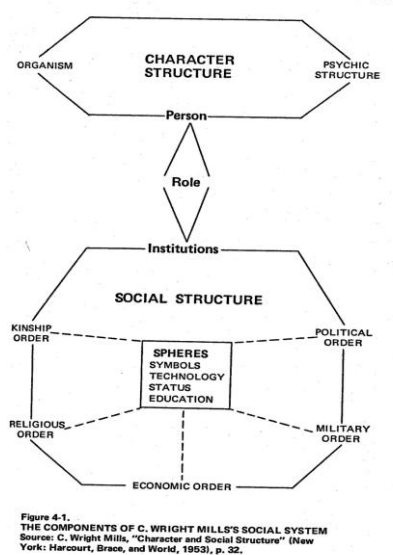 CHARACTER
STRUCTURE
ORGANISM
PSYCHIC
STRUCTURE
Person
Role
Institutions
SOCIAL STRUCTURE
KINSHIP
ORDER
POLITICAL
ORDER
SPHERES
SYMBOLS
TECHNOLOGY
STATUS
EDUCATION
RELIGIOUS
ORDER
MILITARY
ORDER
ECONOMIC ORDER
Figure 4-1.
THE COMPONENTS OF C. WRIGHT MILLS'S SOCIAL SYSTEM
Source: C. Wright Mills, "Character and Social Structure" (New
York: Harcourt, Brace, and World, 1953), p. 32.